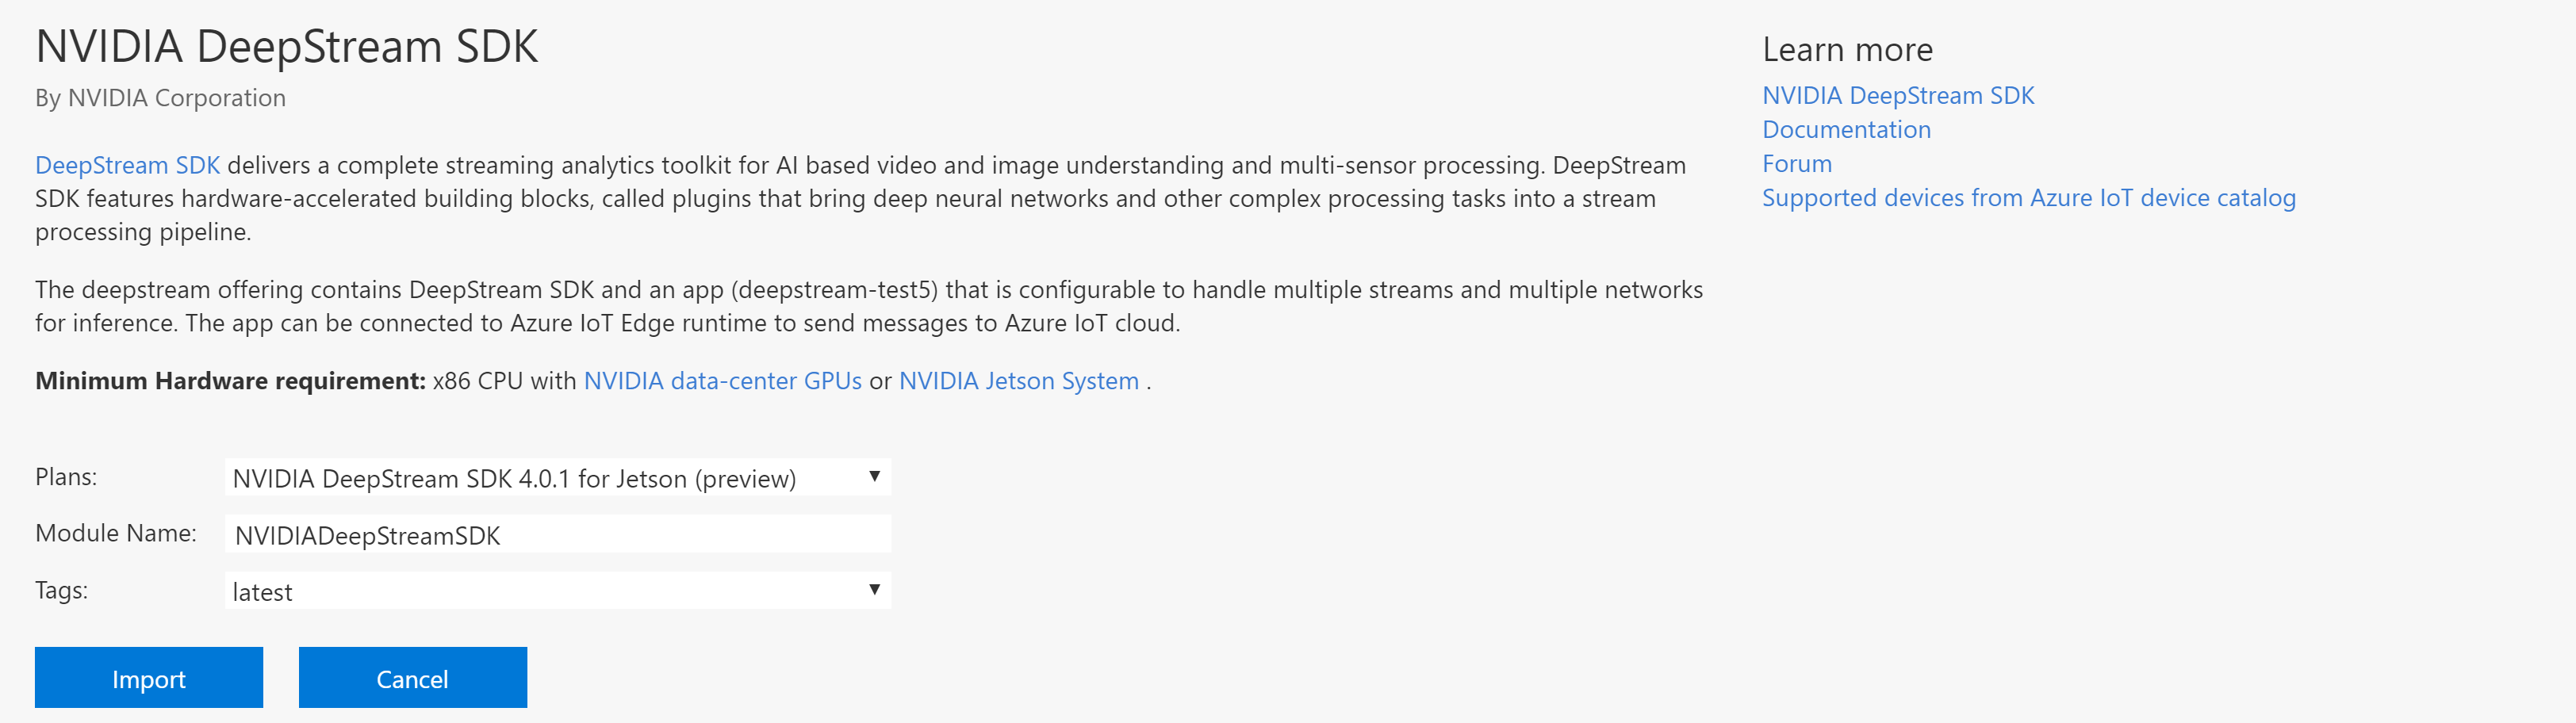 NVIDIA DeepStream SDK
By NVIDIA Corporation
DeepStream SDK delivers a complete streaming analytics toolkit for AI based video and image understanding and multi-sensor processing. DeepStream
SDK features hardware-accelerated building blocks, called plugins that bring deep neural networks and other complex processing tasks into a stream
processing pipeline.
The deepstream offering contains DeepStream SDK and an app (deepstream-test5) that is configurable to handle multiple streams and multiple networks
for inference. The app can be connected to Azure IoT Edge runtime to send messages to Azure IoT cloud.
Minimum Hardware requirement: x86 CPU with NVIDIA data-center GPUs or NVIDIA Jetson System .
Plans: NVIDIA DeepStream SDK 4.0.1 for Jetson (preview)
Module Name: NVIDIADeepStreamSDK
Tags: latest
Import Cancel
Learn more
NVIDIA DeepStream SDK
Documentation
Forum
Supported devices from Azure IoT device catalog